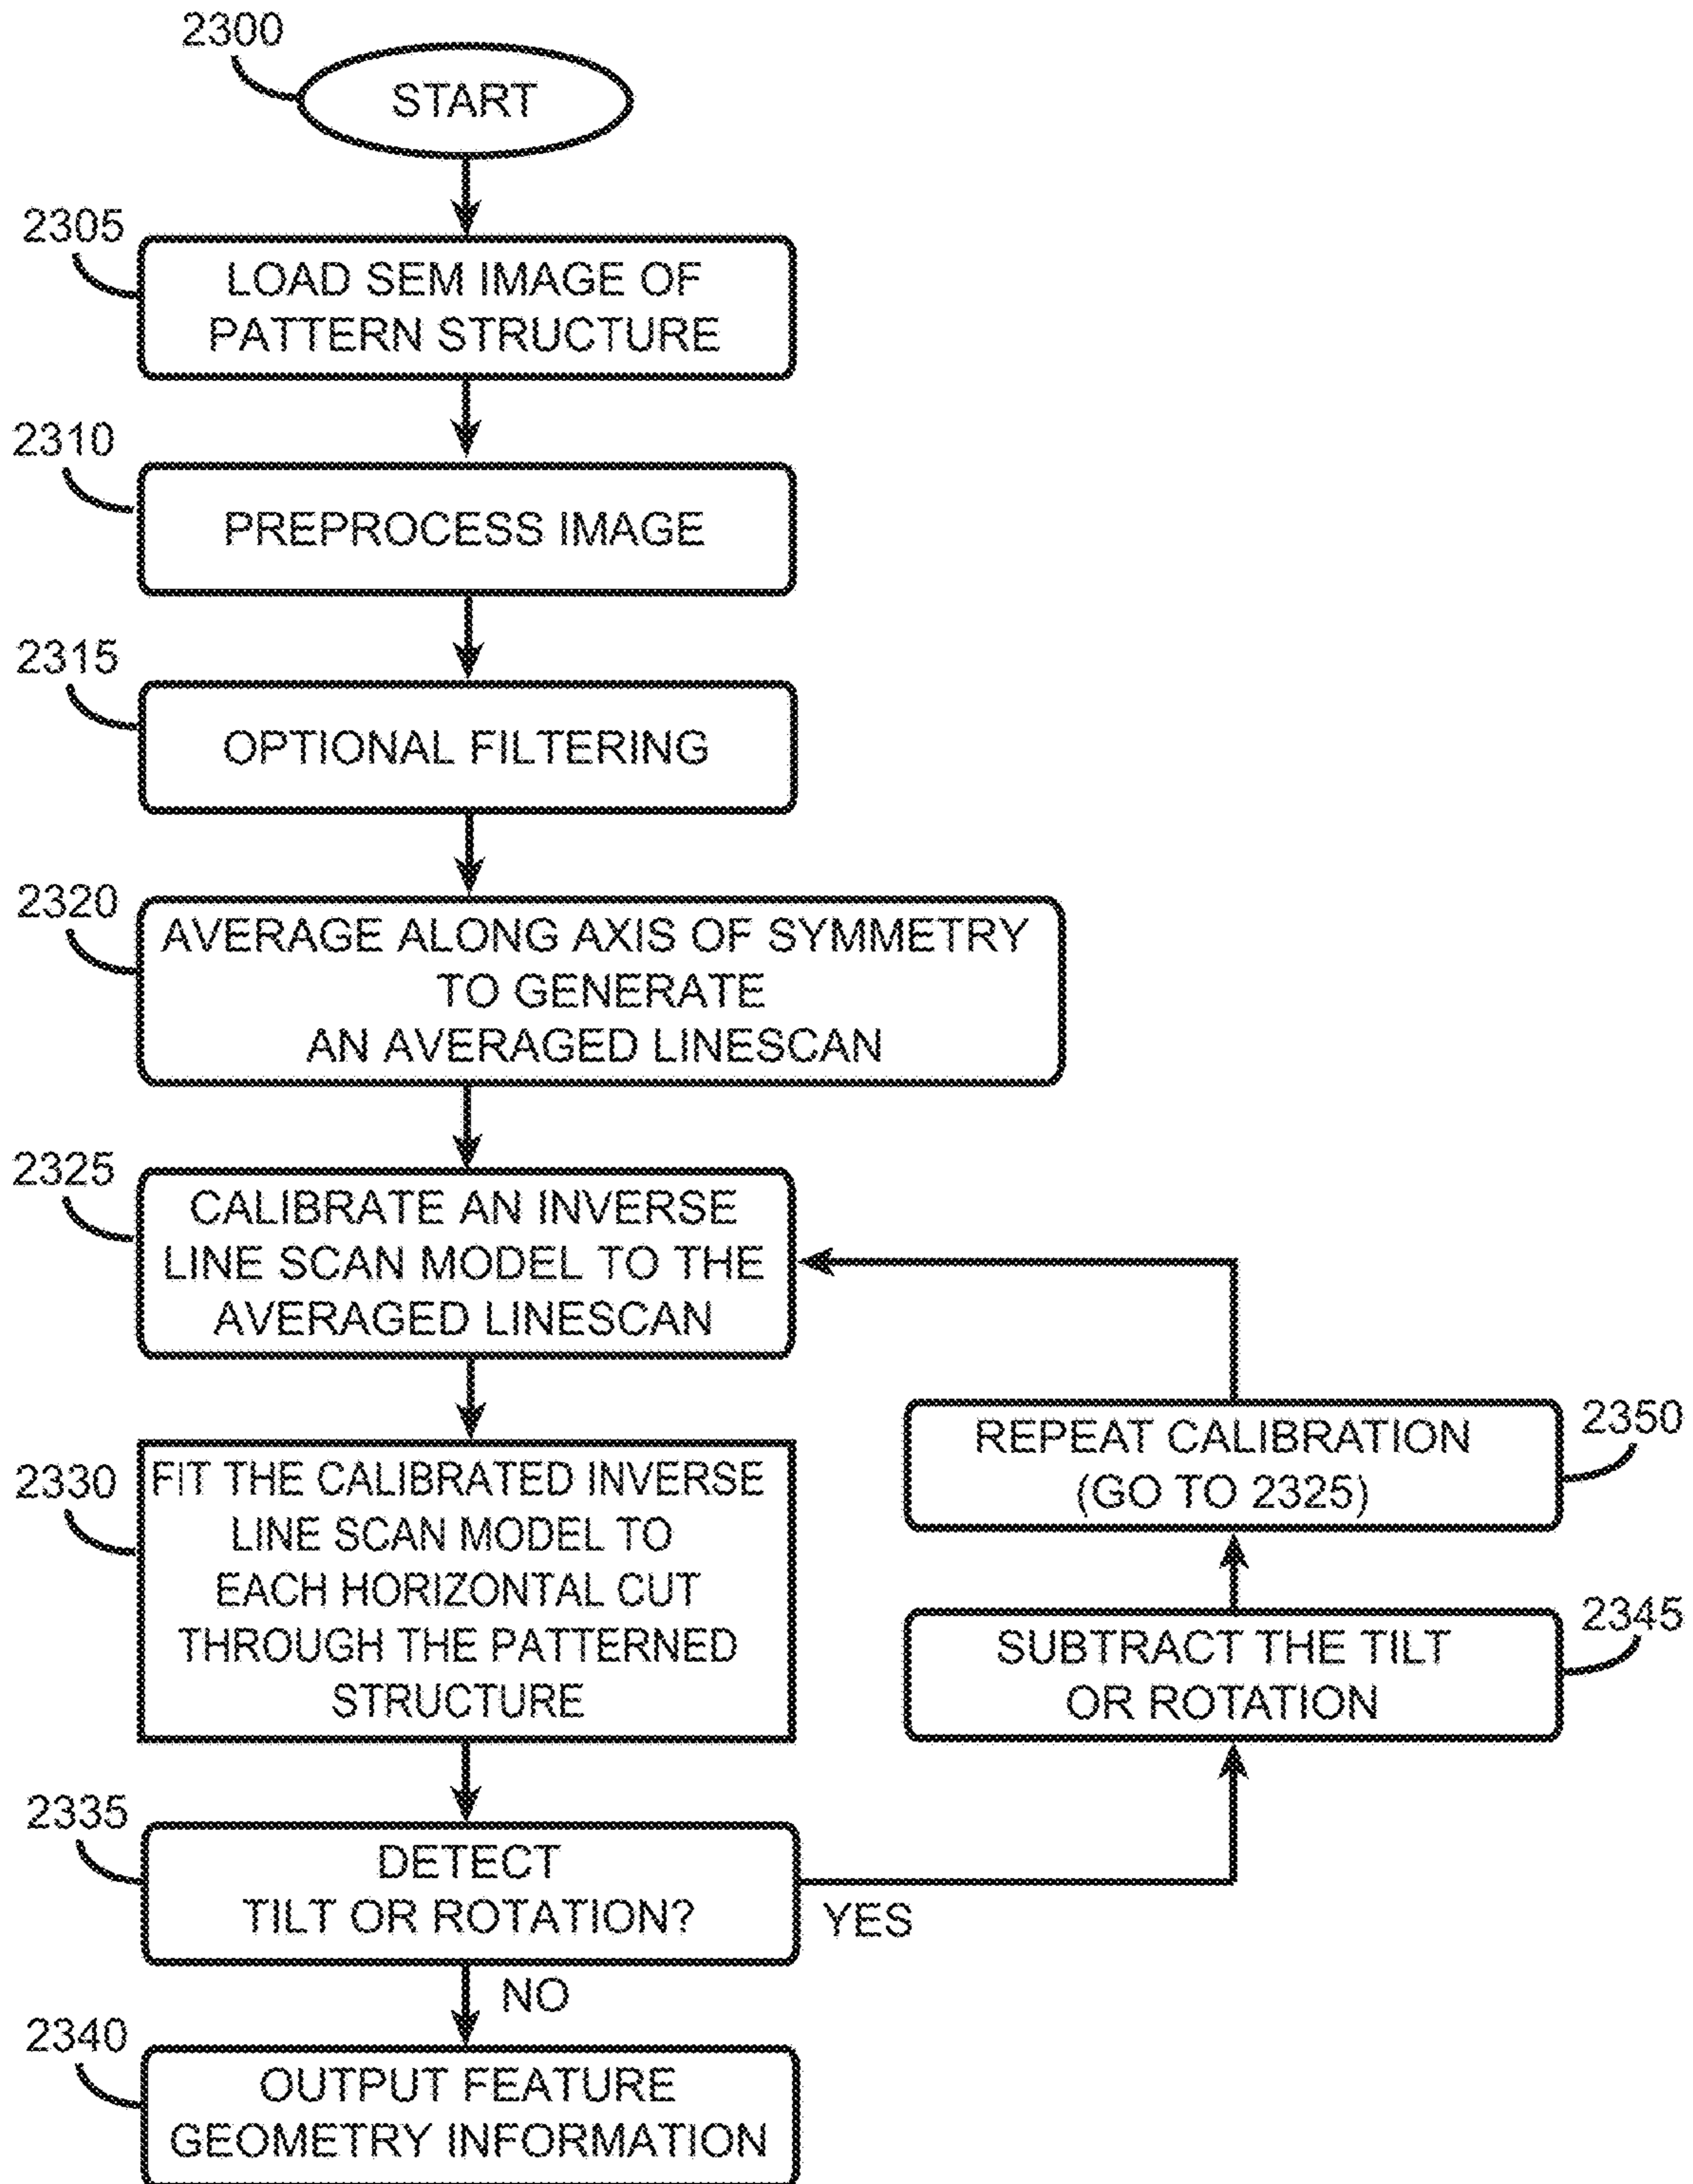 2300
START
2305
LOAD SEM IMAGE OF
PATTERN STRUCTURE
2310
PREPROCESS IMAGE
2315
OPTIONAL FILTERING
2320
AVERAGE ALONG AXIS OF SYMMETRY
TO GENERATE
AN AVERAGED LINESCAN
2325
CALIBRATE AN INVERSE
LINE SCAN MODEL TO THE
AVERAGED LINESCAN
2330
FIT THE CALIBRATED INVERSE
LINE SCAN MODEL TO
EACH HORIZONTAL CUT
THROUGH THE PATTERNED
STRUCTURE
2335
DETECT
TILT OR ROTATION?
YES
NO
2340
OUTPUT FEATURE
GEOMETRY INFORMATION
2345
SUBTRACT THE TILT
OR ROTATION
2350
REPEAT CALIBRATION
(GO TO 2325)